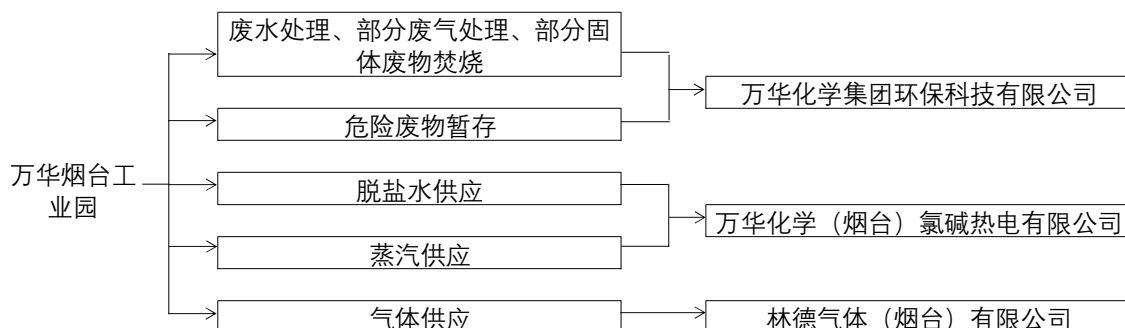 万华烟台工
业园
废水处理、部分废气处理、部分固
体废物焚烧
危险废物暂存
脱盐水供应
蒸汽供应
气体供应
万华化学集团环保科技有限公司
万华化学（烟台）氯碱热电有限公司
林德气体（烟台）有限公司